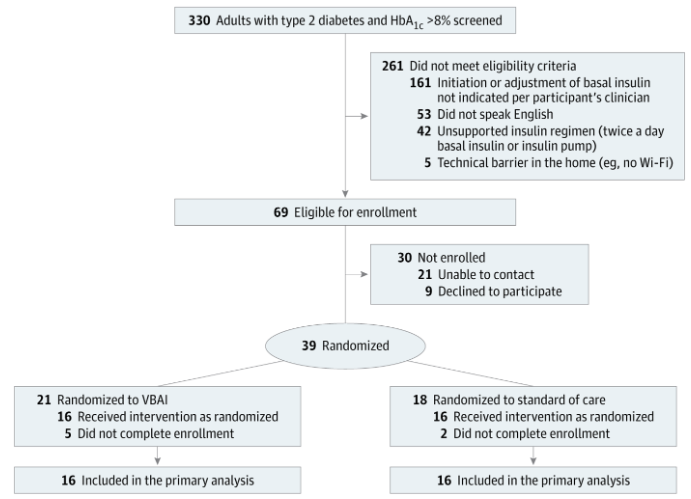 330 Adults with type 2 diabetes and HbA1c >8% screened
261 Did not meet eligibility criteria
161 Initiation or adjustment of basal insulin
not indicated per participant's clinician
53 Did not speak English
42 Unsupported insulin regimen (twice a day
basal insulin or insulin pump)
5 Technical barrier in the home (eg, no Wi-Fi)
69 Eligible for enrollment
30 Not enrolled
21 Unable to contact
9 Declined to participate
39 Randomized
21 Randomized to VBAI
16 Received intervention as randomized
5 Did not complete enrollment
18 Randomized to standard of care
16 Received intervention as randomized
2 Did not complete enrollment
16 Included in the primary analysis
16 Included in the primary analysis